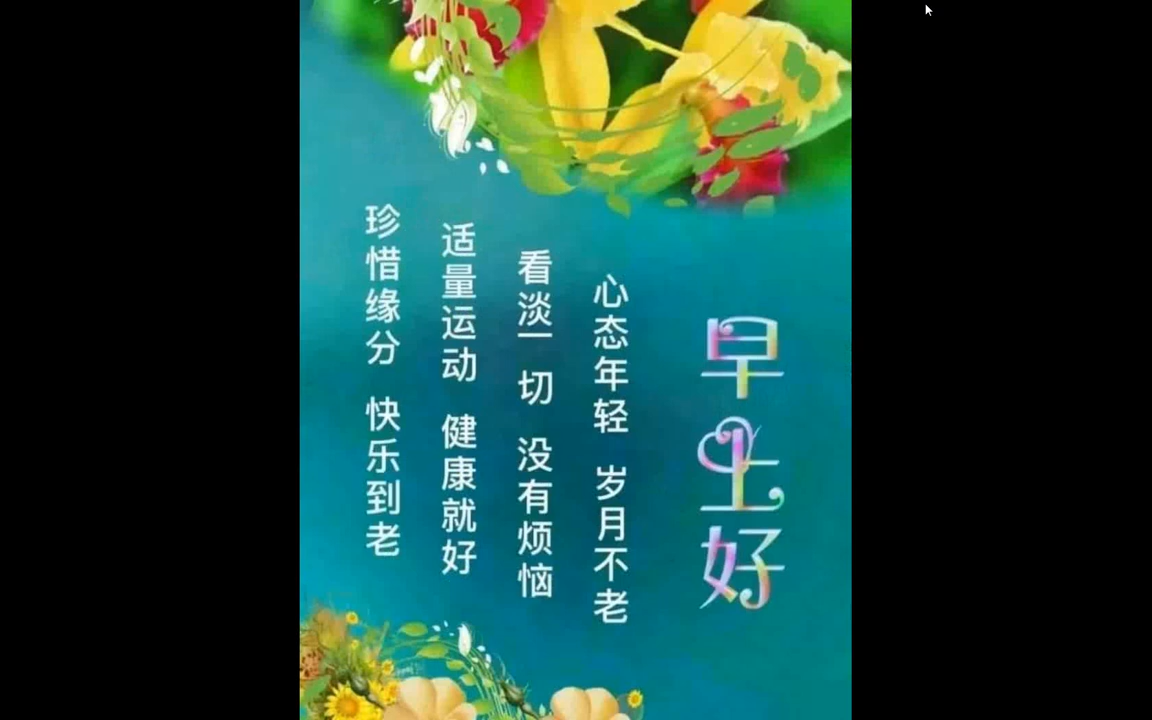 早上好
心态年轻 岁月不老
看淡一切 没有烦恼
适量运动 健康就好
珍惜缘分 快乐到老